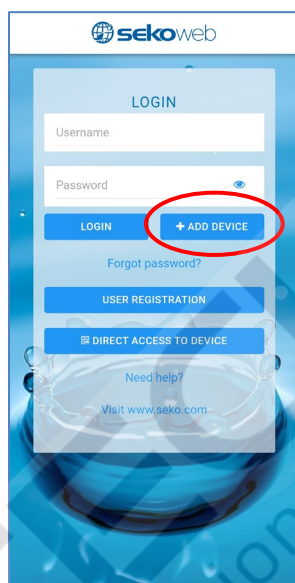 sekoweb
LOGIN
Username
Password
LOGIN
+ ADD DEVICE
Forgot password?
USER REGISTRATION
DIRECT ACCESS TO DEVICE
Need help?
Visit www.seko.com